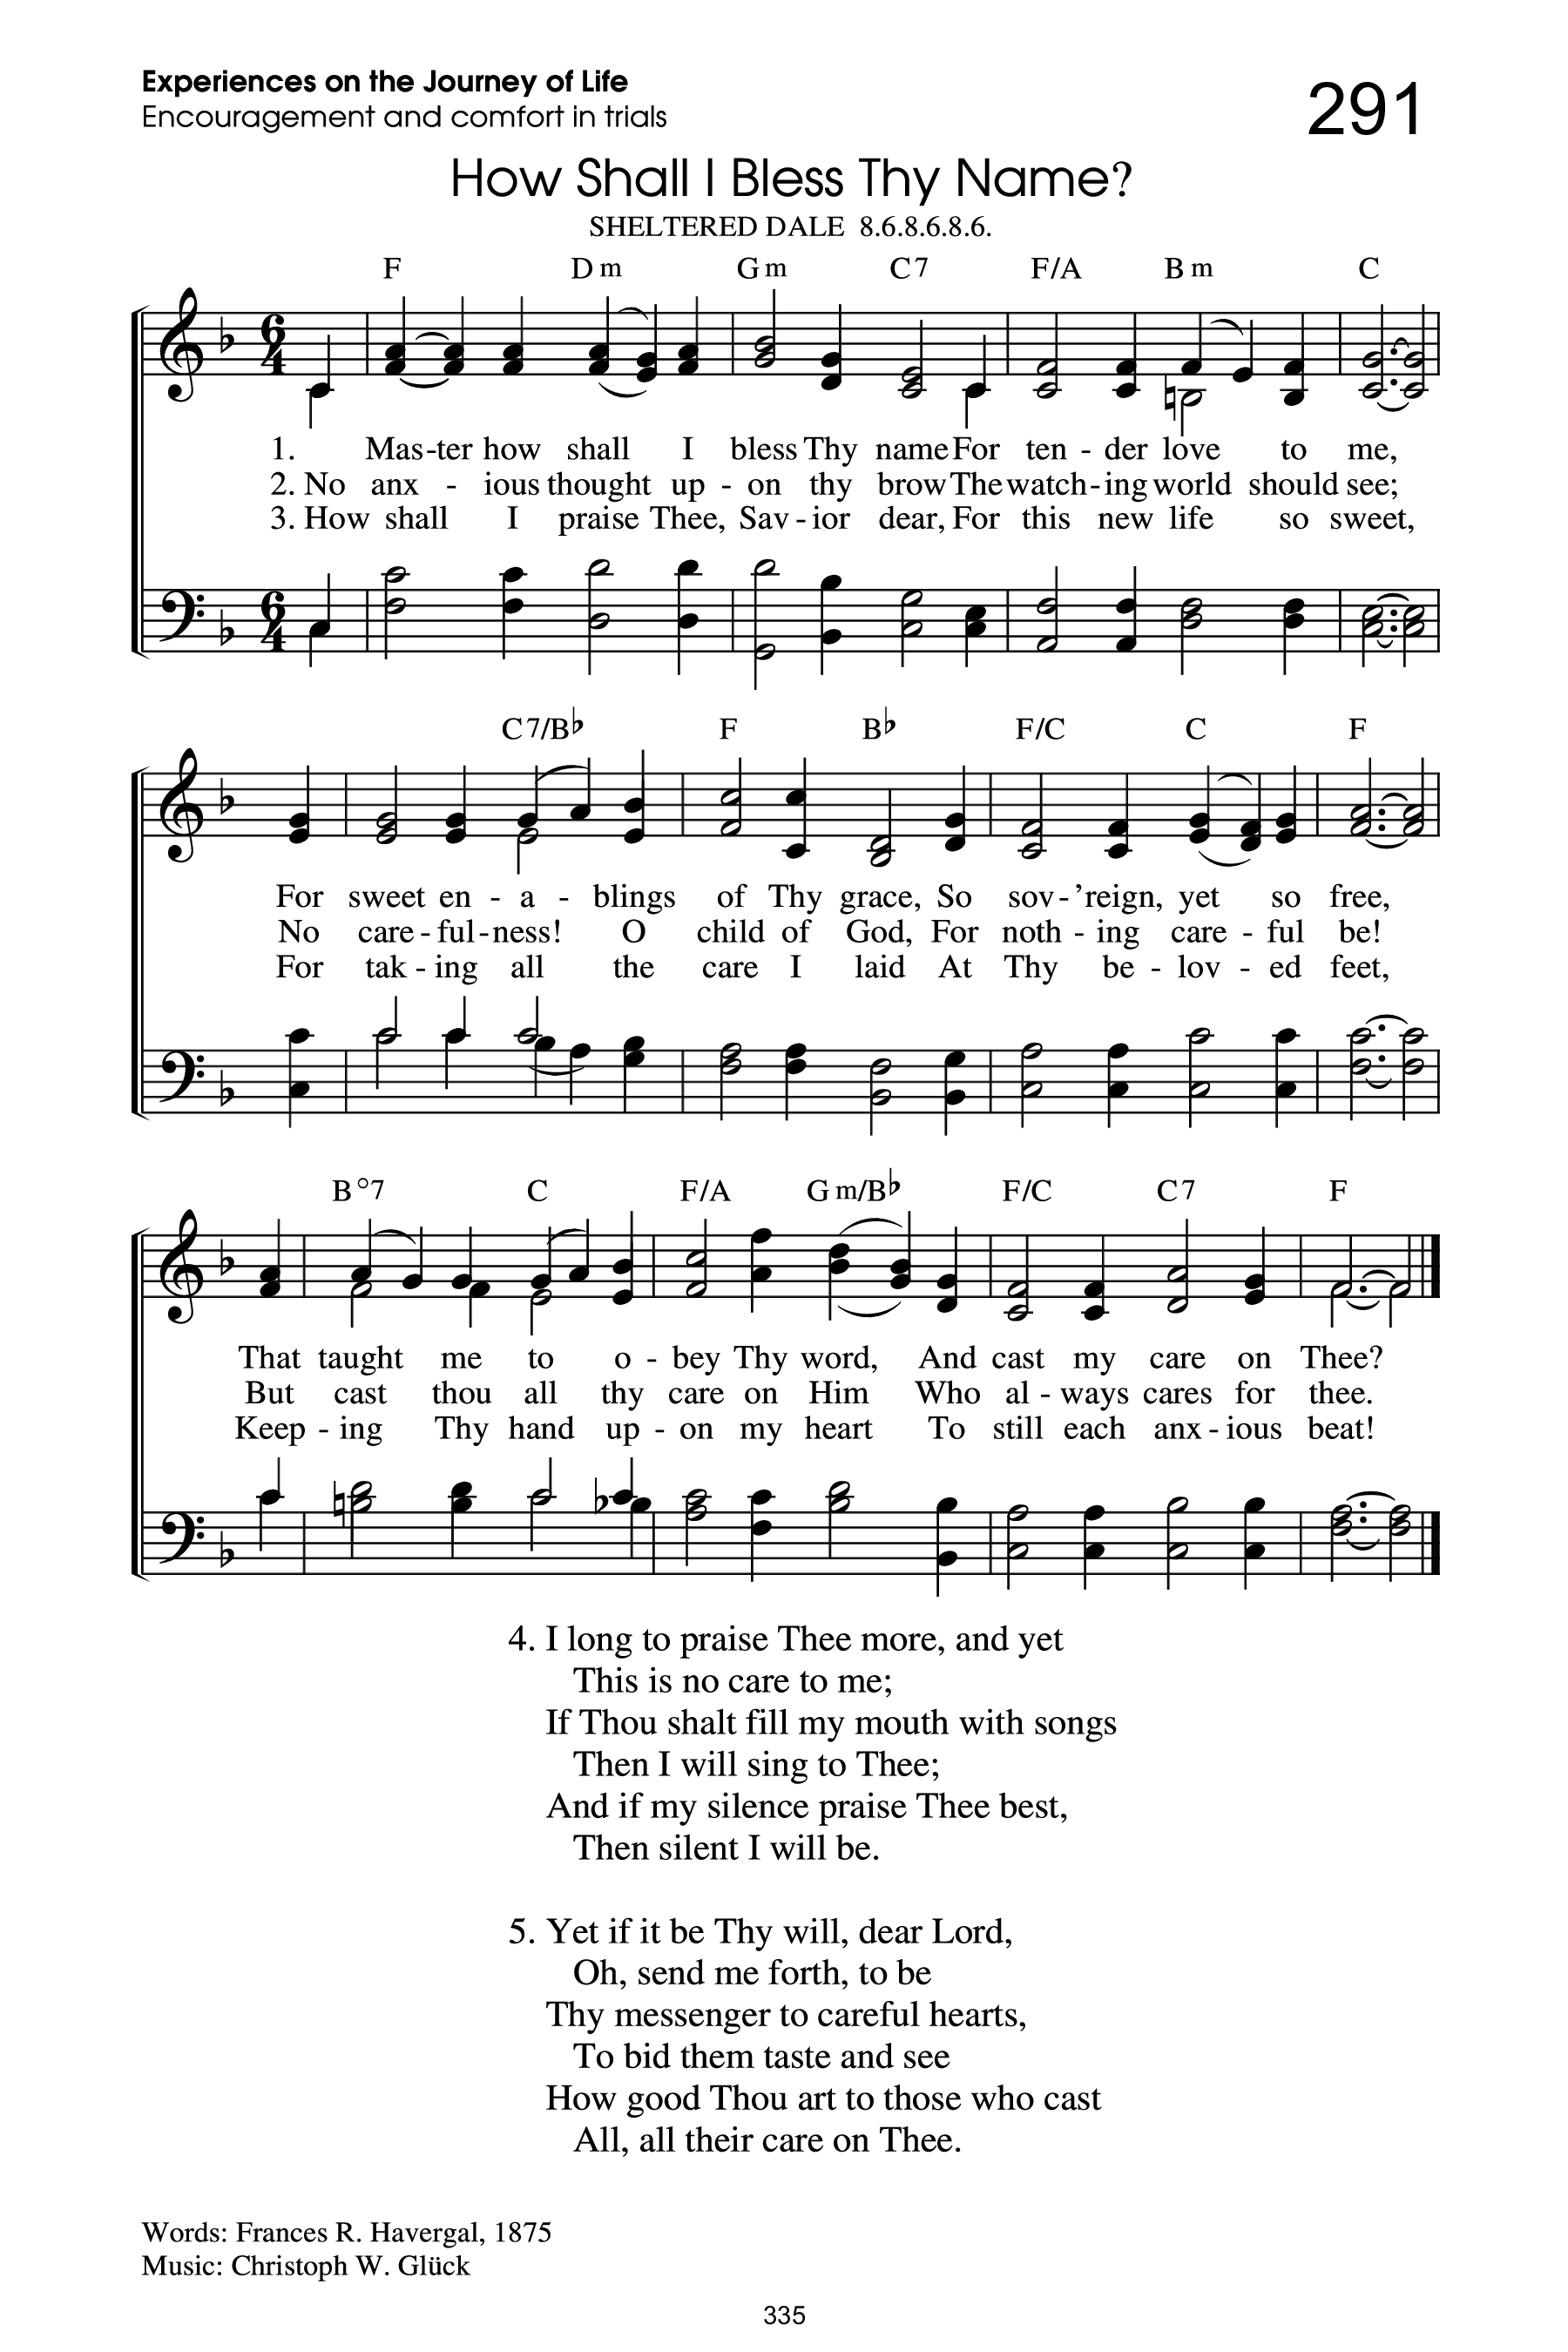 Experiences on the Journey of Life
Encouragement and comfort in trials
291
How Shall I Bless Thy Name?
SHELTERED DALE 8.6.8.6.8.6.
F Dm Gm C7 F/A Bm C
6/4
1. Mas-ter how shall I bless Thy name For ten - der love to me,
2. No anx - ious thought up - on thy brow The watch-ing world should see;
3. How shall I praise Thee, Sav-ior dear, For this new life so sweet,
6/4
C7/B♭ F B♭ F/C C F
For sweet en - a - blings of Thy grace, So sov-’reign, yet so free,
No care-ful-ness! O child of God, For noth - ing care - ful be!
For tak - ing all the care I laid At Thy be - lov - ed feet,
B°7 C F/A Gm/B♭ F/C C7 F
That taught me to o - bey Thy word, And cast my care on Thee?
But cast thou all thy care on Him Who al - ways cares for thee.
Keep - ing Thy hand up - on my heart To still each anx - ious beat!
4. I long to praise Thee more, and yet
This is no care to me;
If Thou shalt fill my mouth with songs
Then I will sing to Thee;
And if my silence praise Thee best,
Then silent I will be.
5. Yet if it be Thy will, dear Lord,
Oh, send me forth, to be
Thy messenger to careful hearts,
To bid them taste and see
How good Thou art to those who cast
All, all their care on Thee.
Words: Frances R. Havergal, 1875
Music: Christoph W. Glück
335